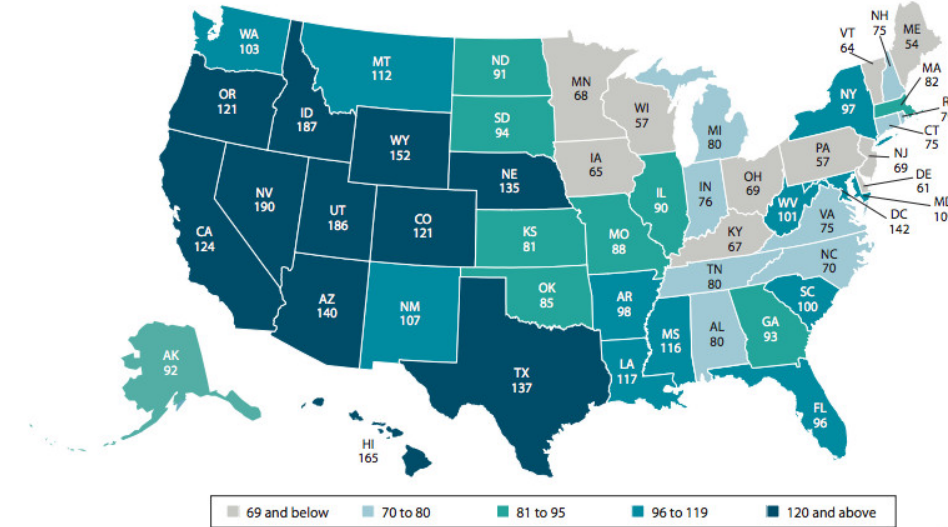 WA
103
OR
121
CA
124
NV
190
ID
187
MT
112
WY
152
UT
186
AZ
140
CO
121
NM
107
ND
91
SD
94
NE
135
KS
81
OK
85
TX
137
MN
68
IA
65
MO
88
AR
98
LA
117
WI
57
IL
90
MI
80
IN
76
OH
69
KY
67
TN
80
MS
116
AL
80
GA
93
FL
96
SC
100
NC
70
VA
75
WV
101
PA
57
NY
97
VT
64
NH
75
ME
54
MA
82
CT
75
NJ
69
DE
61
DC
142
AK
92
HI
165
69 and below
70 to 80
81 to 95
96 to 119
120 and above